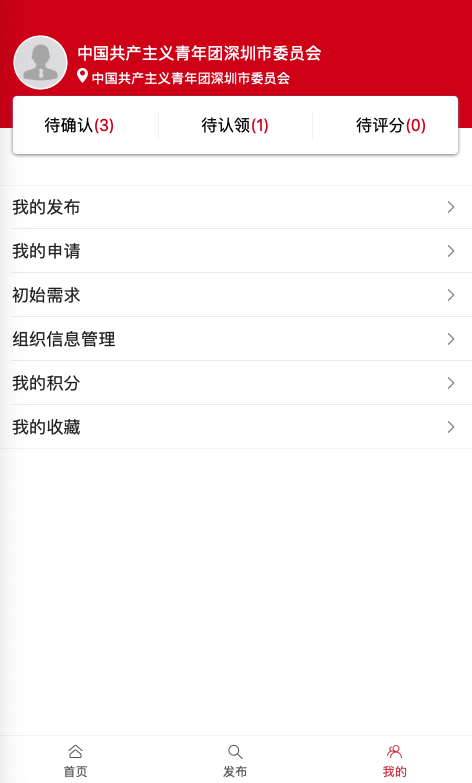 中国共产主义青年团深圳市委员会
中国共产主义青年团深圳市委员会
待确认(3) 待认领(1) 待评分(0)
我的发布
我的申请
初始需求
组织信息管理
我的积分
我的收藏
首页 发布 我的